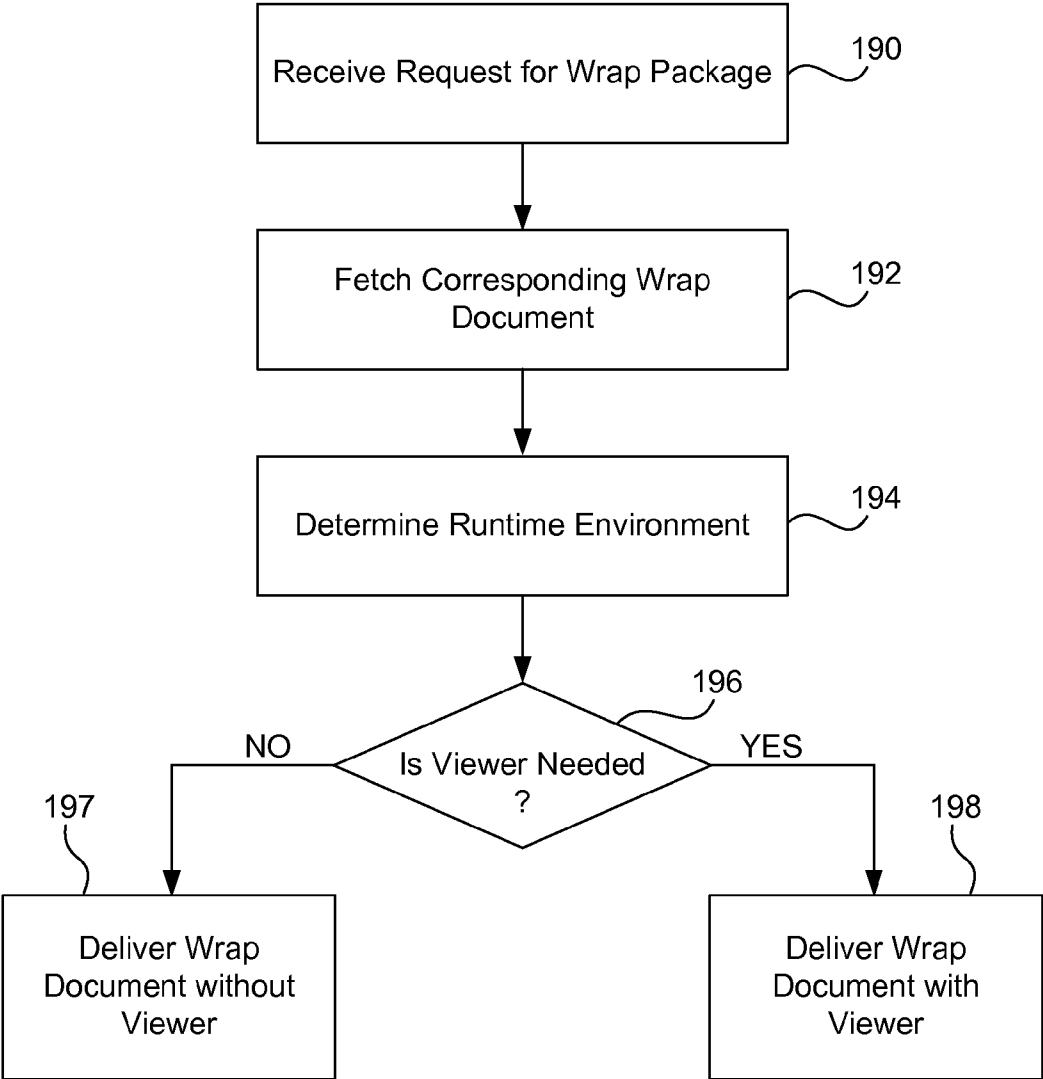 Receive Request for Wrap Package
190
Fetch Corresponding Wrap
Document
192
Determine Runtime Environment
194
196
Is Viewer Needed
?
NO
YES
197
198
Deliver Wrap
Document without
Viewer
Deliver Wrap
Document with
Viewer